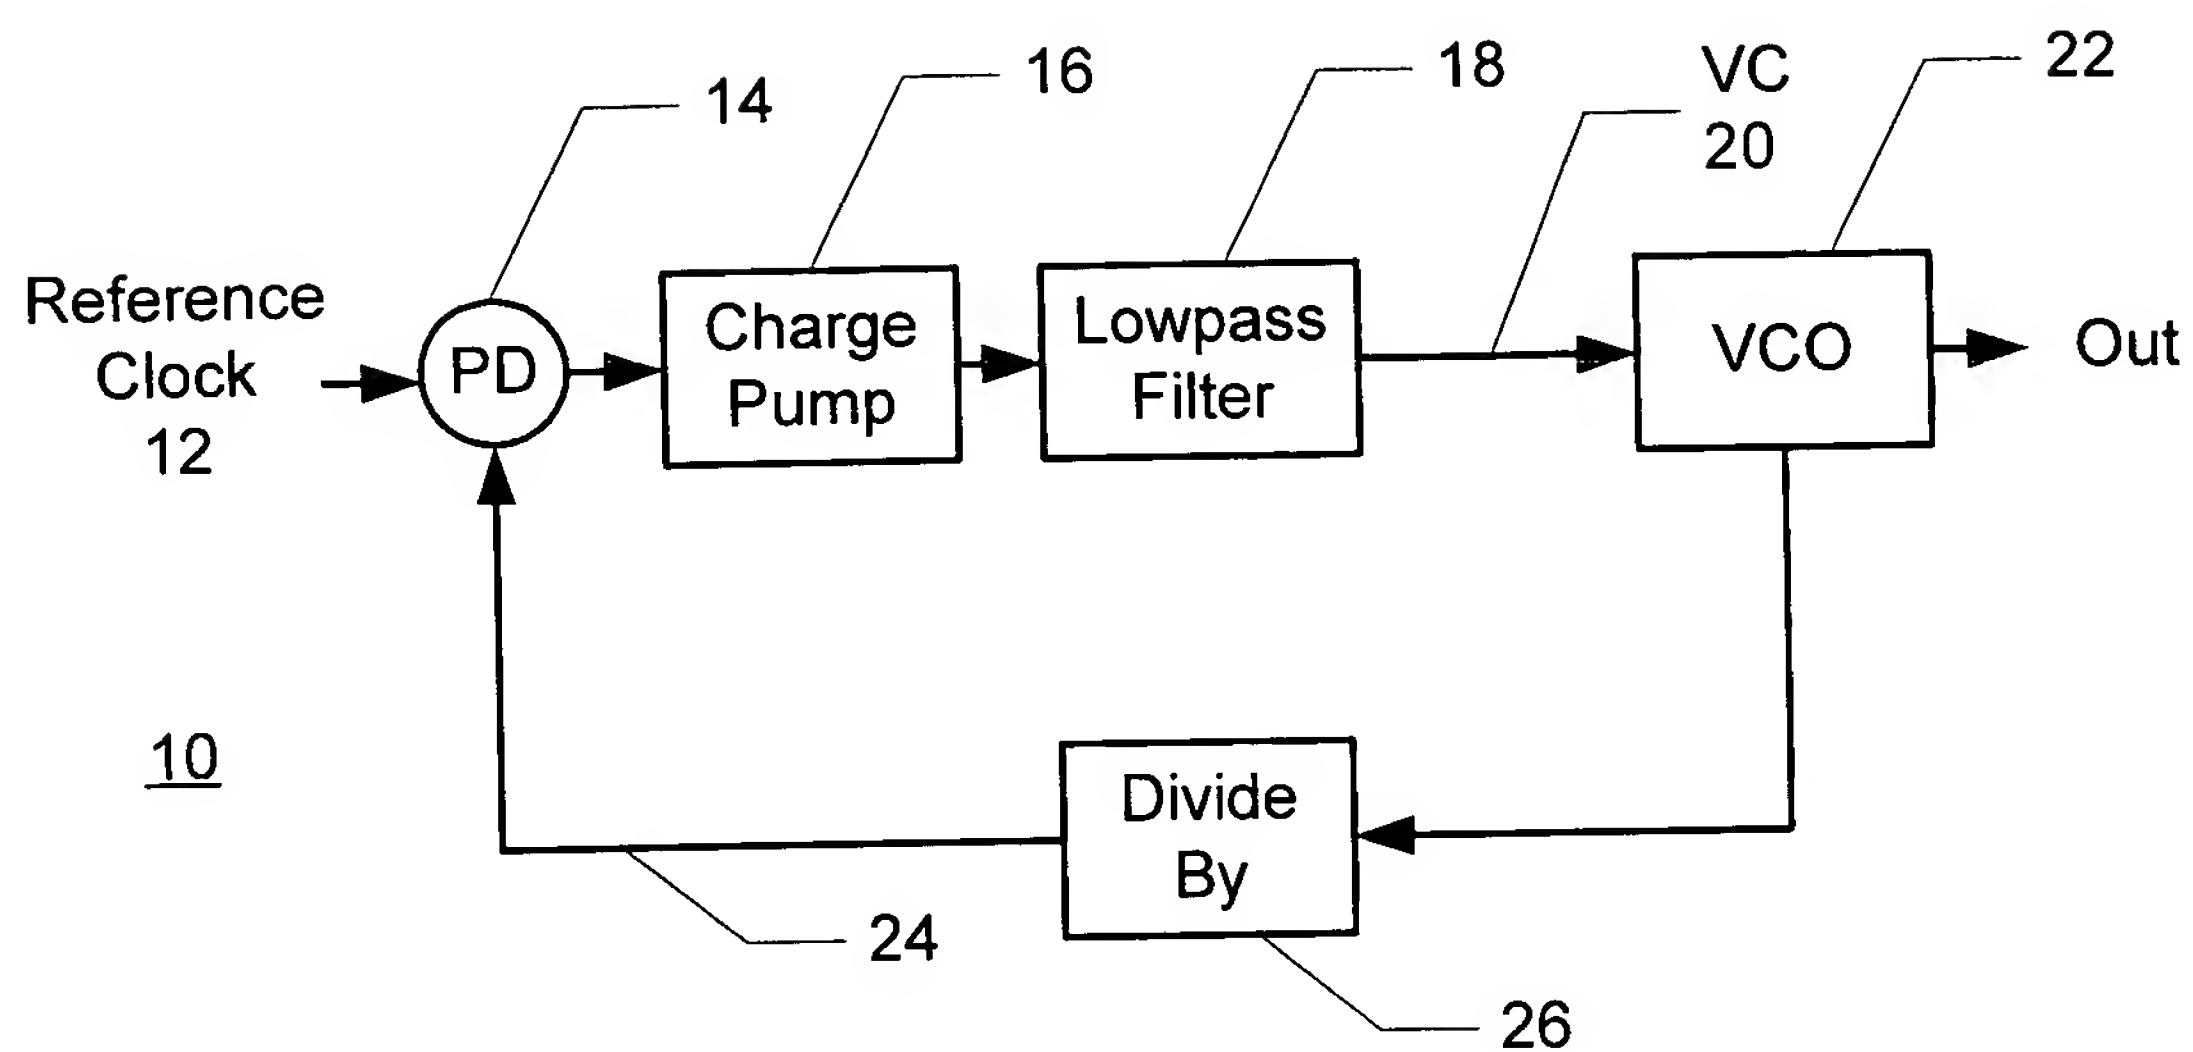 14
16
18
VC
20
22
Reference
Clock
12
PD
Charge
Pump
Lowpass
Filter
VCO
Out
10
Divide
By
24
26